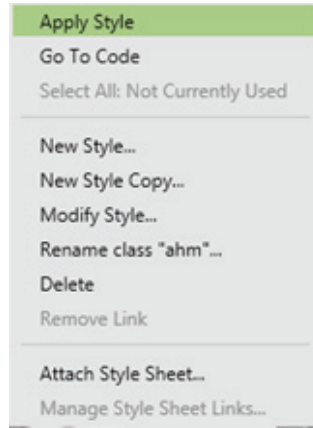 Apply Style
Go To Code
Select All: Not Currently Used
New Style...
New Style Copy...
Modify Style...
Rename class "ahm"...
Delete
Remove Link
Attach Style Sheet...
Manage Style Sheet Links...